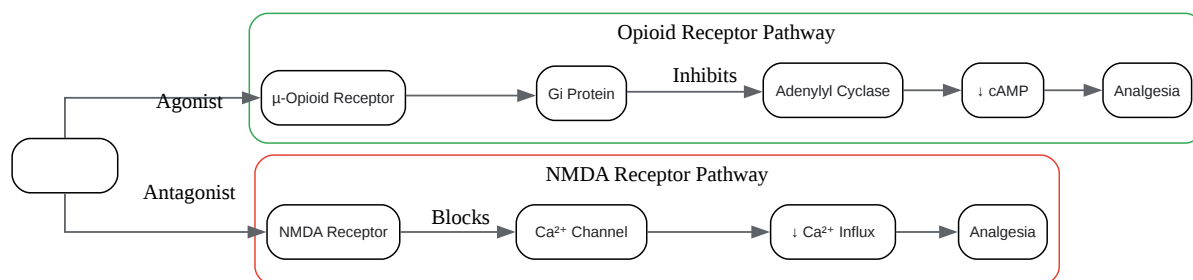 Opioid Receptor Pathway
Agonist
µ-Opioid Receptor
Gi Protein
Inhibits
Adenylyl Cyclase
↓ cAMP
Analgesia
NMDA Receptor Pathway
Antagonist
NMDA Receptor
Blocks
Ca²⁺ Channel
↓ Ca²⁺ Influx
Analgesia